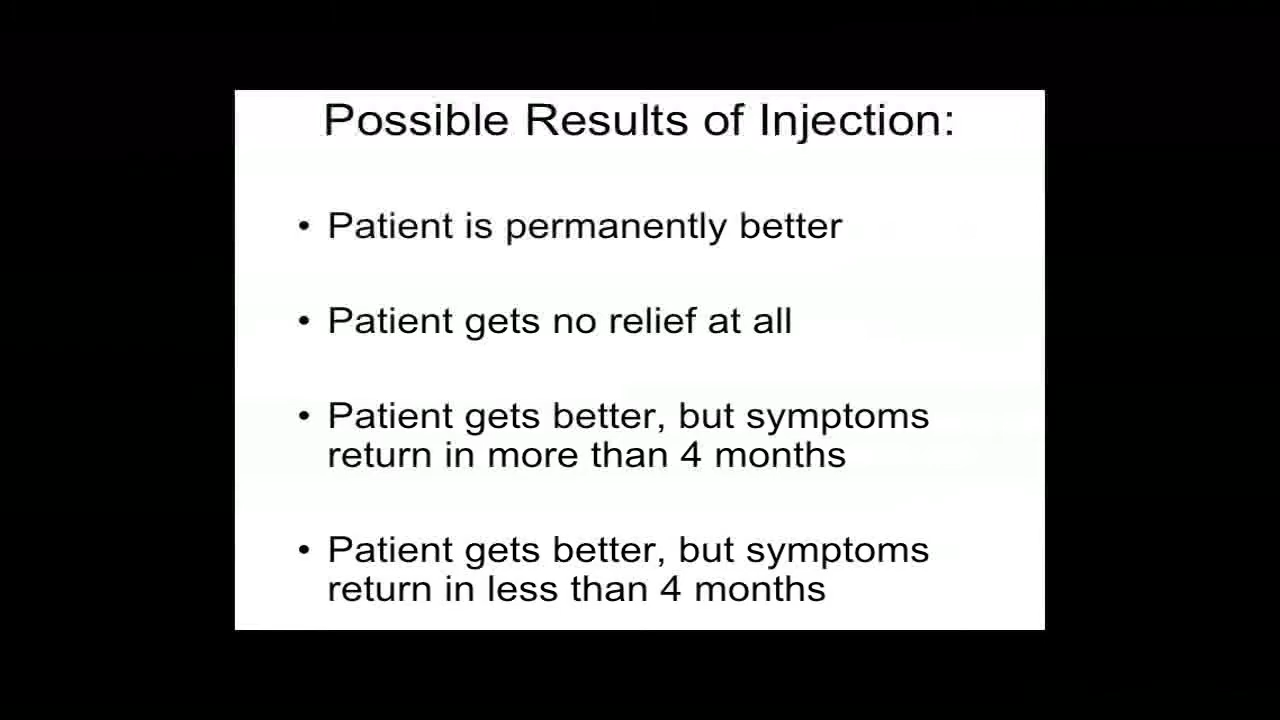 Possible Results of Injection:
• Patient is permanently better
• Patient gets no relief at all
• Patient gets better, but symptoms
return in more than 4 months
• Patient gets better, but symptoms
return in less than 4 months